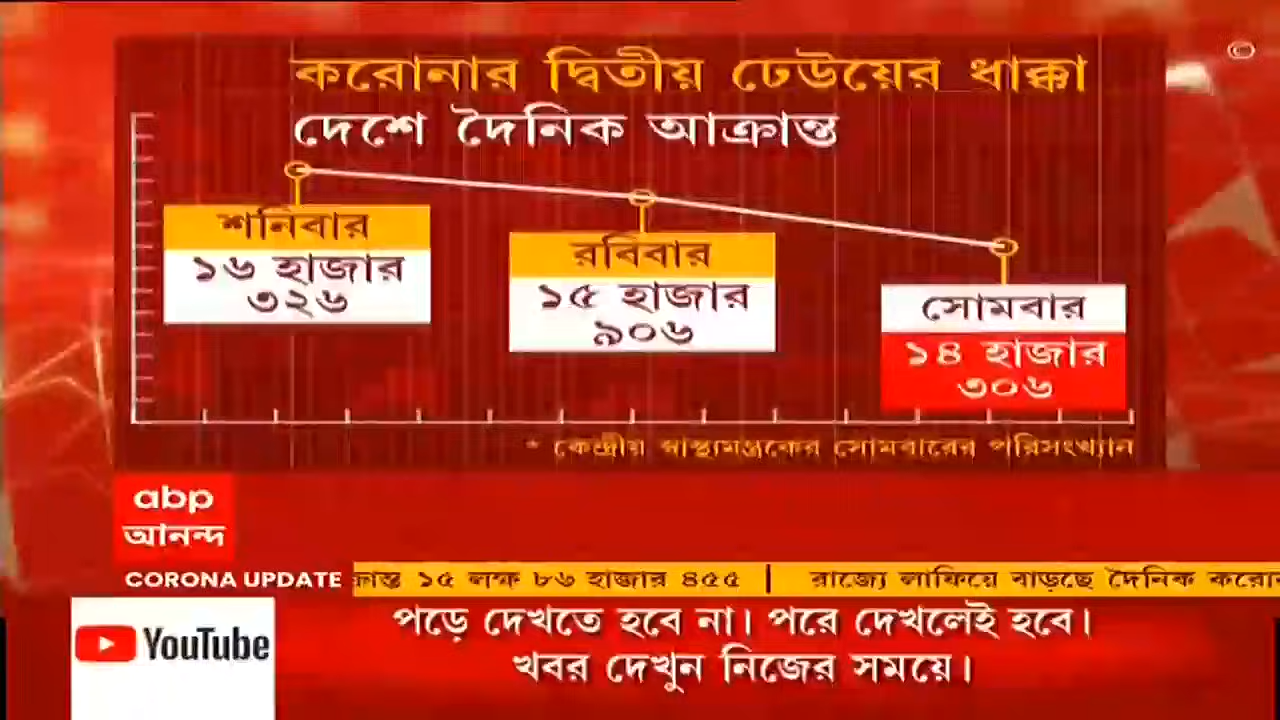 করোনার দ্বিতীয় ঢেউয়ের ধাক্কা
দেশে দৈনিক আক্রান্ত
শনিবার
১৬ হাজার
৩২৬
রবিবার
১৫ হাজার
৯০৬
সোমবার
১৪ হাজার
৩০৬
* কেন্দ্রীয় স্বাস্থ্যমন্ত্রকের সোমবারের পরিসংখ্যান
abp
আনন্দ
CORONA UPDATE
১৫ লক্ষ ৮৬ হাজার ৪৫৫ | রাজ্যে লাফিয়ে বাড়ছে দৈনিক
YouTube
পড়ে দেখতে হবে না। পরে দেখলেই হবে।
খবর দেখুন নিজের সময়ে।